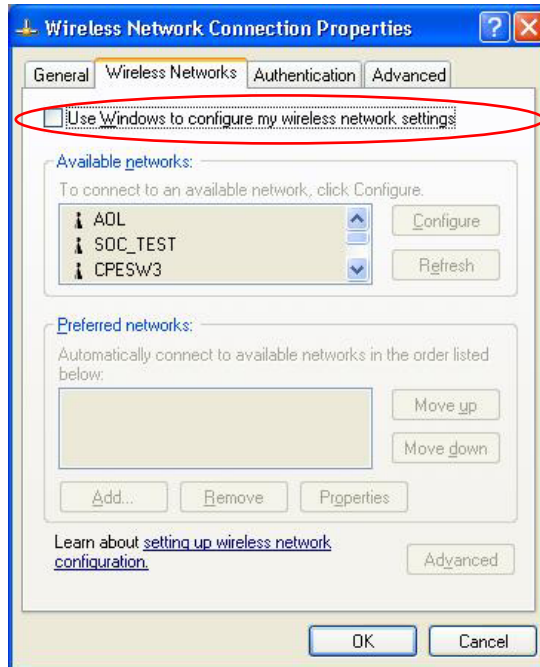 Wireless Network Connection Properties
General Wireless Networks Authentication Advanced
Use Windows to configure my wireless network settings
Available networks:
To connect to an available network, click Configure.
AOL
SOC_TEST
CPESW3
Configure
Refresh
Preferred networks:
Automatically connect to available networks in the order listed
below:
Move up
Move down
Add... Remove Properties
Learn about setting up wireless network
configuration.
Advanced
OK Cancel